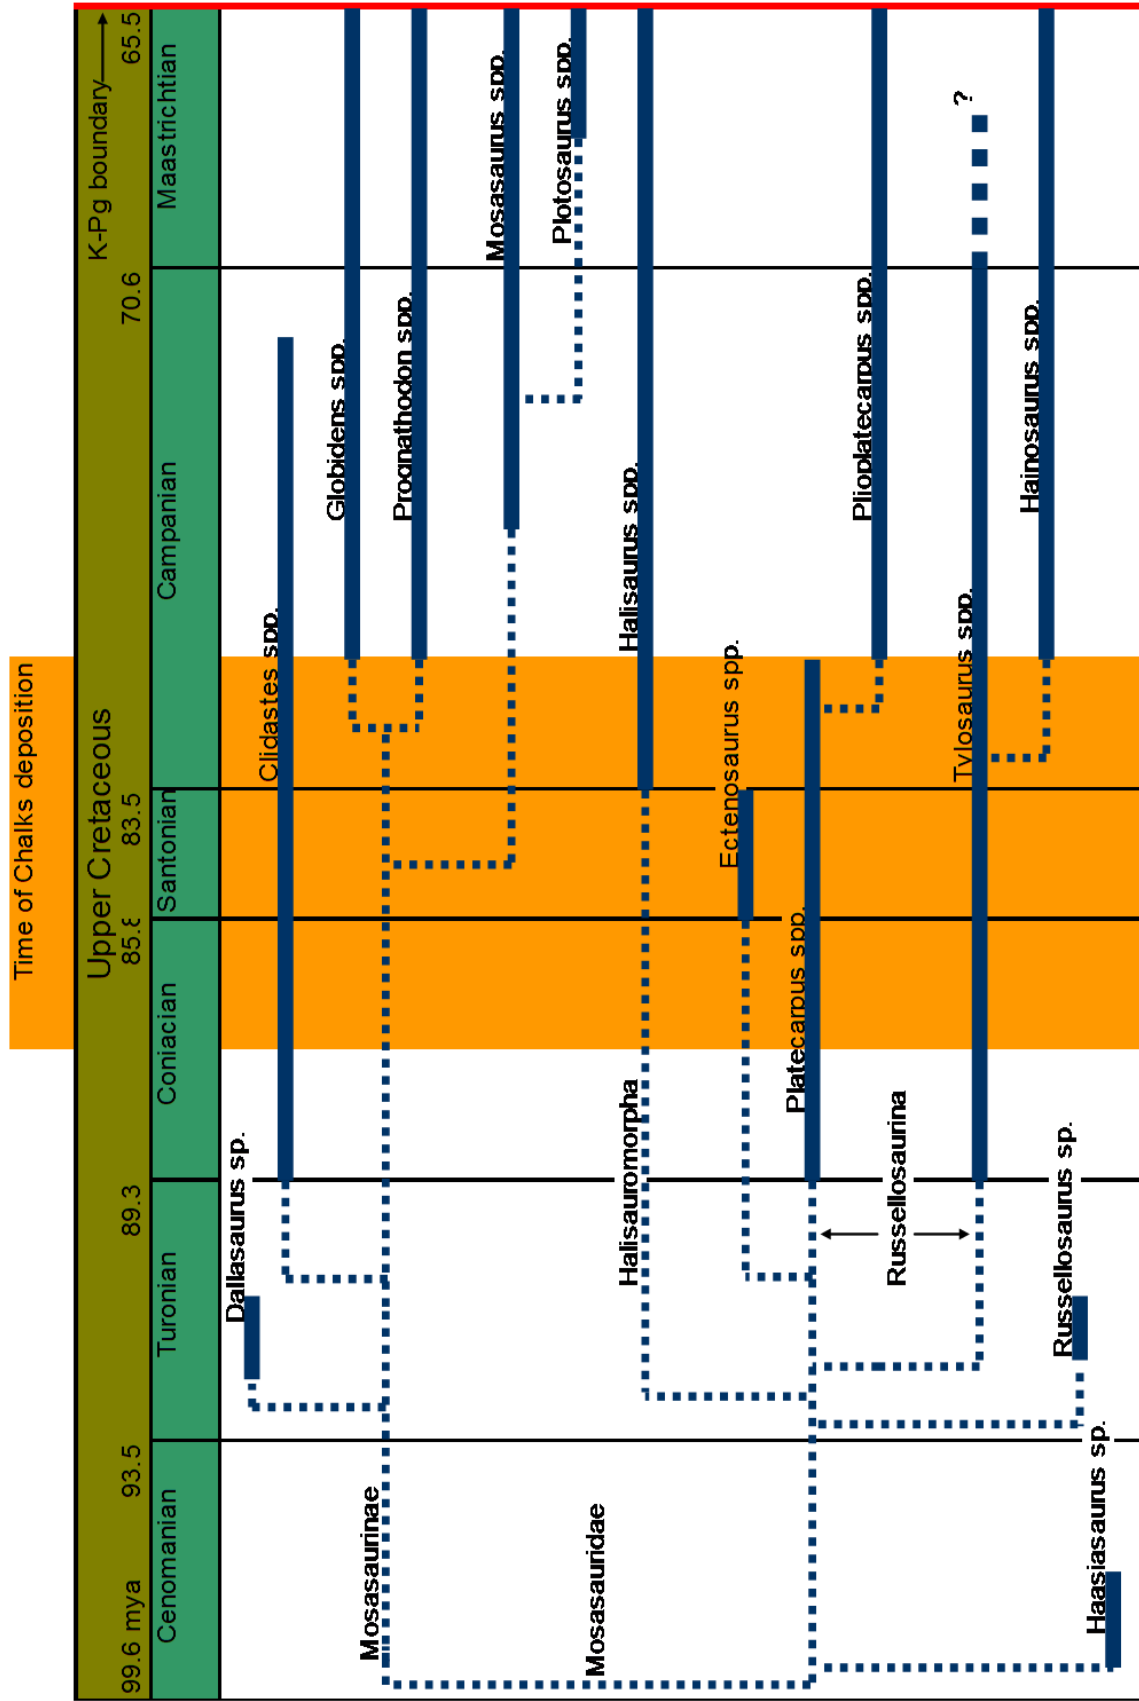 Time of Chalks deposition
Upper Cretaceous
K-Pg boundary
99.6 mya
93.5
89.3
85.8
83.5
70.6
65.5
Cenomanian
Turonian
Coniacian
Santonian
Campanian
Maastrichtian
Dallasaurus sp.
Clidastes spp.
Globidens spp.
Prognathodon spp.
Mosasaurinae
Mosasaurus spp.
Plotosaurus spp.
Mosasauridae
Halisauromorpha
Halisaurus spp.
Ectenosaurus spp.
Platecarpus spp.
Plioplatecarpus spp.
Russellosaurina
Tylosaurus spp.
?
Hainosaurus spp.
Russellosaurus sp.
Haasiasaurus sp.